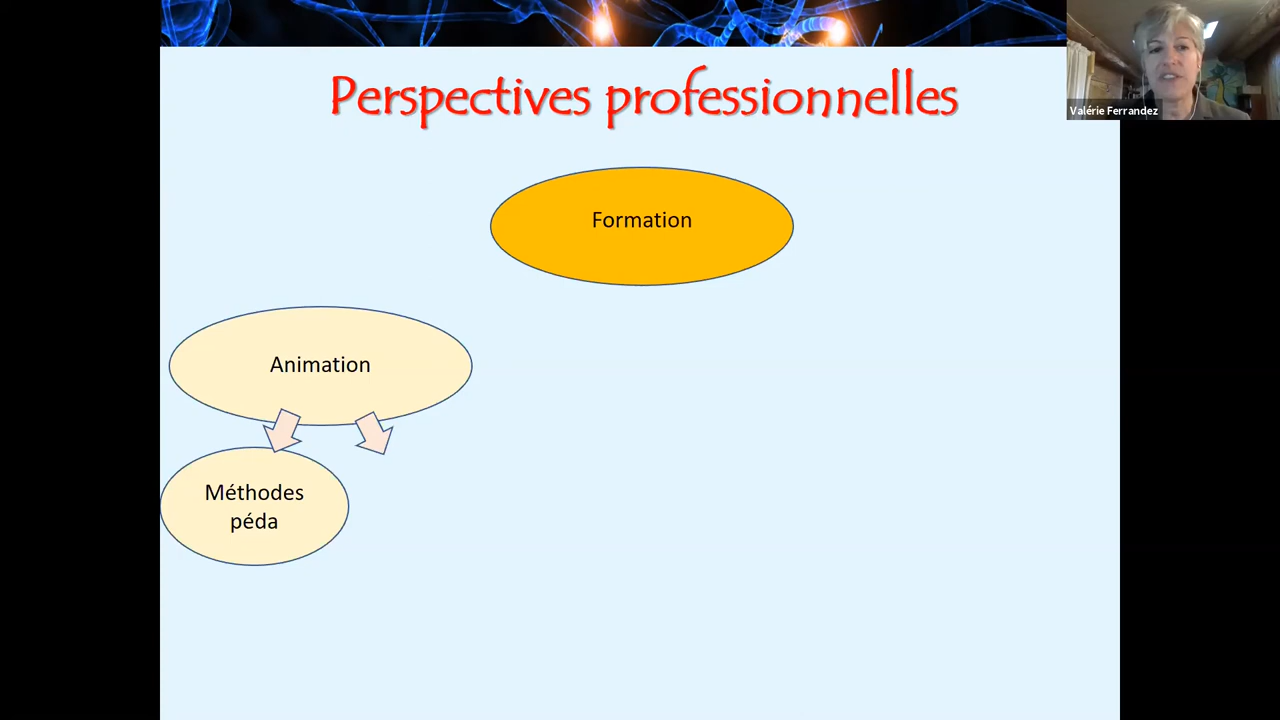 Perspectives professionnelles
Valérie Ferrandez
Formation
Animation
Méthodes
péda